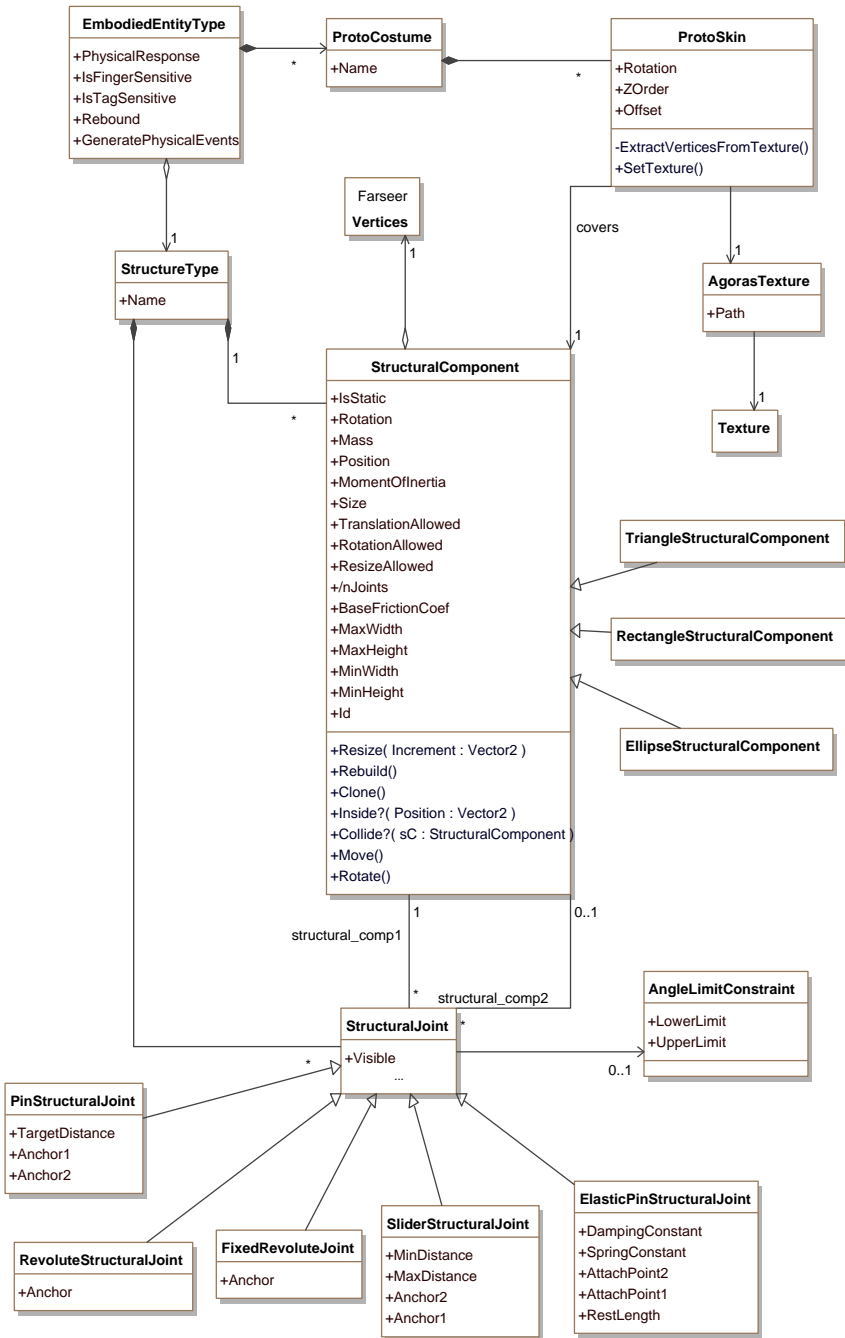 EmbodiedEntityType
+PhysicalResponse
+IsFingerSensitive
+IsTagSensitive
+Rebound
+GeneratePhysicalEvents
*
ProtoCostume
+Name
*
ProtoSkin
+Rotation
+ZOrder
+Offset
-ExtractVerticesFromTexture()
+SetTexture()
1
StructureType
+Name
1
*
Farseer
Vertices
1
covers
1
1
AgorasTexture
+Path
1
Texture
StructuralComponent
+IsStatic
+Rotation
+Mass
+Position
+MomentOfInertia
+Size
+TranslationAllowed
+RotationAllowed
+ResizeAllowed
+/nJoints
+BaseFrictionCoef
+MaxWidth
+MaxHeight
+MinWidth
+MinHeight
+Id
+Resize( Increment : Vector2 )
+Rebuild()
+Clone()
+Inside?( Position : Vector2 )
+Collide?( sC : StructuralComponent )
+Move()
+Rotate()
TriangleStructuralComponent
RectangleStructuralComponent
EllipseStructuralComponent
1
0..1
structural_comp1
*
structural_comp2
*
StructuralJoint
+Visible
...
*
AngleLimitConstraint
+LowerLimit
+UpperLimit
0..1
PinStructuralJoint
+TargetDistance
+Anchor1
+Anchor2
RevoluteStructuralJoint
+Anchor
FixedRevoluteJoint
+Anchor
SliderStructuralJoint
+MinDistance
+MaxDistance
+Anchor2
+Anchor1
ElasticPinStructuralJoint
+DampingConstant
+SpringConstant
+AttachPoint2
+AttachPoint1
+RestLength